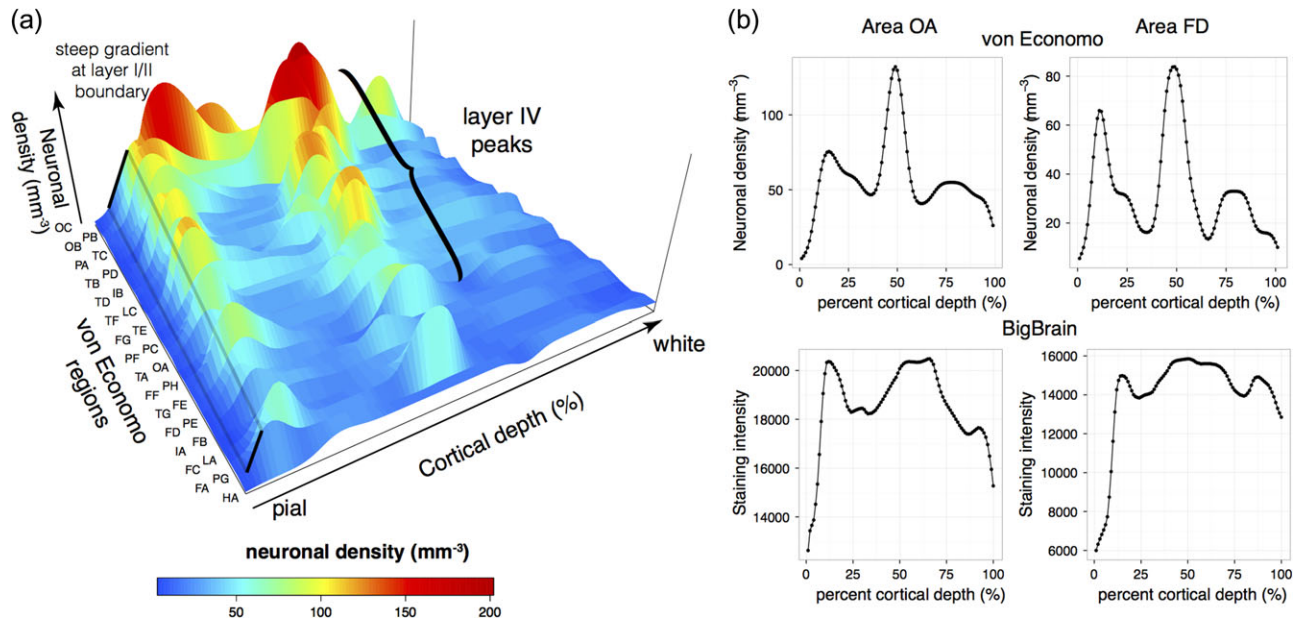 (a)
steep gradient
at layer I/II
boundary
Neuronal
density (mm⁻³)
layer IV
peaks
OC
PB
OB
TC
PA
PD
TB
IB
TD
LC
TF
TE
FG
PC
PF
OA
TA
PH
FF
FE
TG
PE
FD
FB
IA
LA
FC
PG
FA
HA
von Economo
regions
white
Cortical depth (%)
pial
neuronal density (mm⁻³)
50
100
150
200
(b)
Area OA
von Economo
Area FD
Neuronal density (mm⁻³)
100
50
0
0
25
50
75
100
percent cortical depth (%)
Neuronal density (mm⁻³)
80
60
40
20
0
25
50
75
100
percent cortical depth (%)
BigBrain
Staining intensity
20000
18000
16000
14000
0
25
50
75
100
percent cortical depth (%)
Staining intensity
16000
14000
12000
10000
8000
6000
0
25
50
75
100
percent cortical depth (%)